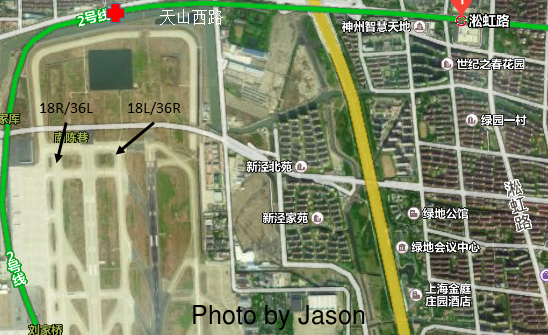 2号线
天山西路
神州智慧天地
淞虹路
世纪之春花园
18R/36L
18L/36R
绿园一村
南陈巷
新泾北苑
淞虹路
新泾家苑
绿地公馆
绿地会议中心
2号线
上海金庭
庄园酒店
Photo by Jason
刘家桥